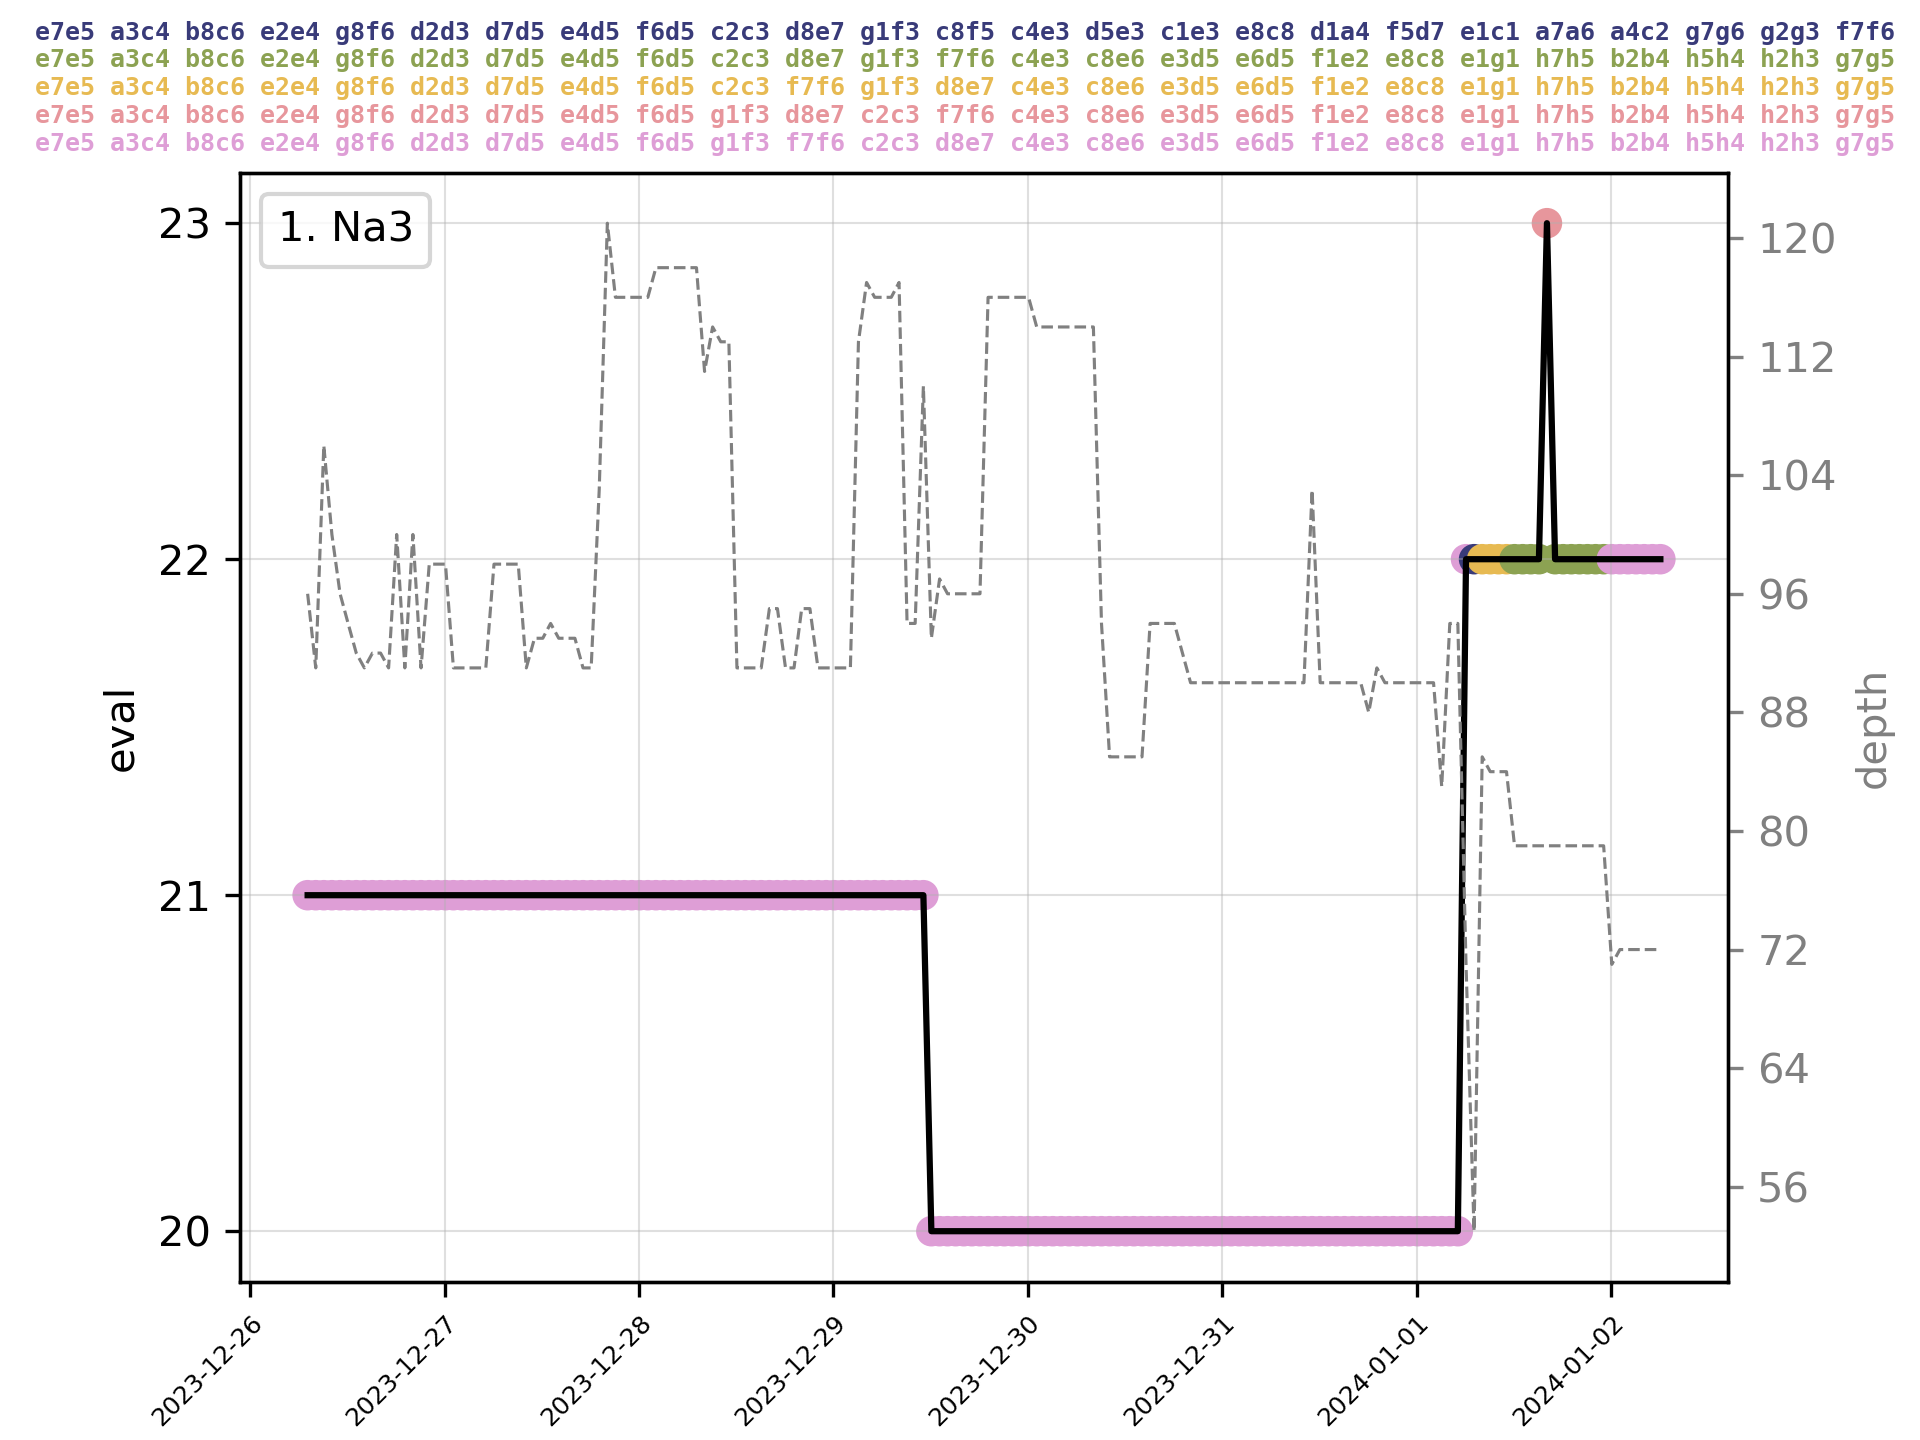 e7e5 a3c4 b8c6 e2e4 g8f6 d2d3 d7d5 e4d5 f6d5 c2c3 d8e7 g1f3 c8f5 c4e3 d5e3 c1e3 e8c8 d1a4 f5d7 e1c1 a7a6 a4c2 g7g6 g2g3 f7f6
e7e5 a3c4 b8c6 e2e4 g8f6 d2d3 d7d5 e4d5 f6d5 c2c3 d8e7 g1f3 f7f6 c4e3 c8e6 e3d5 e6d5 f1e2 e8c8 e1g1 h7h5 b2b4 h5h4 h2h3 g7g5
e7e5 a3c4 b8c6 e2e4 g8f6 d2d3 d7d5 e4d5 f6d5 c2c3 f7f6 g1f3 d8e7 c4e3 c8e6 e3d5 e6d5 f1e2 e8c8 e1g1 h7h5 b2b4 h5h4 h2h3 g7g5
e7e5 a3c4 b8c6 e2e4 g8f6 d2d3 d7d5 e4d5 f6d5 g1f3 d8e7 c2c3 f7f6 c4e3 c8e6 e3d5 e6d5 f1e2 e8c8 e1g1 h7h5 b2b4 h5h4 h2h3 g7g5
e7e5 a3c4 b8c6 e2e4 g8f6 d2d3 d7d5 e4d5 f6d5 g1f3 f7f6 c2c3 d8e7 c4e3 c8e6 e3d5 e6d5 f1e2 e8c8 e1g1 h7h5 b2b4 h5h4 h2h3 g7g5
1. Na3
23
22
21
20
eval
120
112
104
96
88
80
72
64
56
depth
2023-12-26
2023-12-27
2023-12-28
2023-12-29
2023-12-30
2023-12-31
2024-01-01
2024-01-02